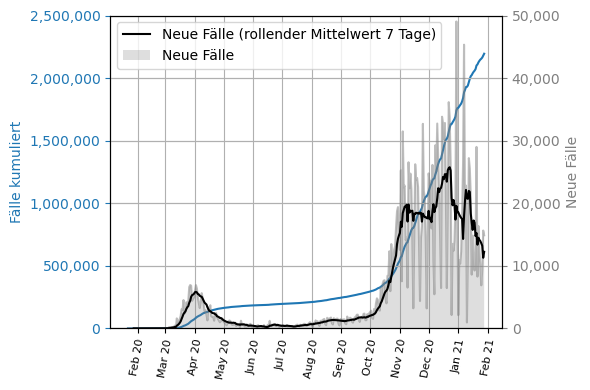 Neue Fälle (rollender Mittelwert 7 Tage)
Neue Fälle
2,500,000
2,000,000
1,500,000
1,000,000
500,000
0
Fälle kumuliert
50,000
40,000
30,000
20,000
10,000
0
Neue Fälle
Feb 20
Mar 20
Apr 20
May 20
Jun 20
Jul 20
Aug 20
Sep 20
Oct 20
Nov 20
Dec 20
Jan 21
Feb 21